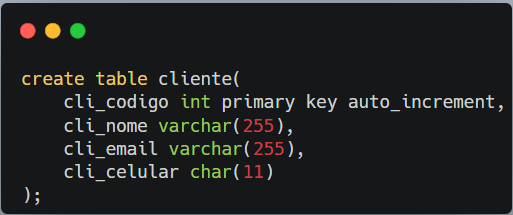 create table cliente(
    cli_codigo int primary key auto_increment,
    cli_nome varchar(255),
    cli_email varchar(255),
    cli_celular char(11)
);